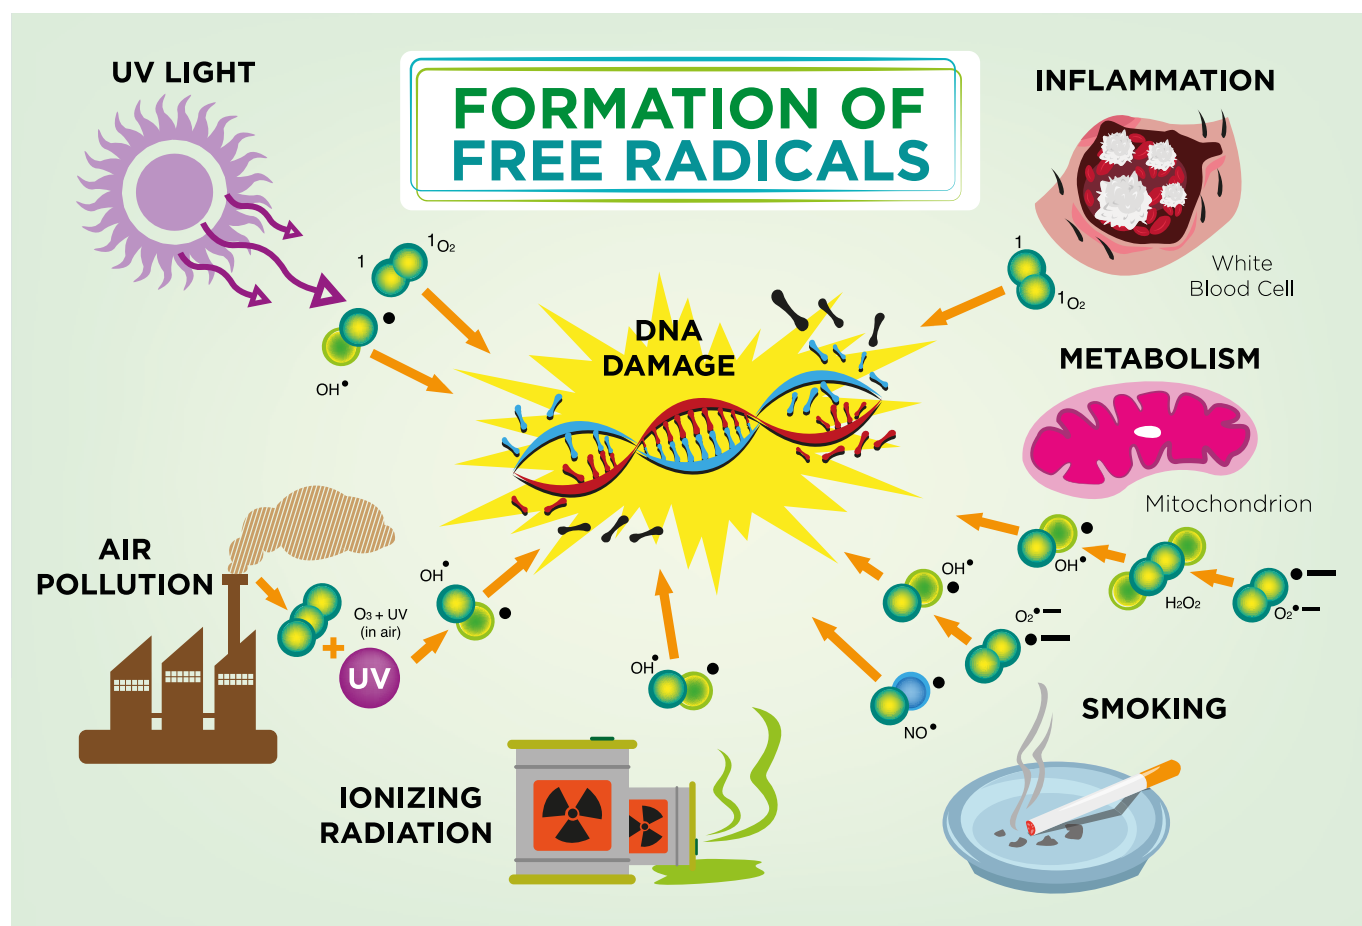 FORMATION OF
FREE RADICALS
UV LIGHT
1
¹O₂
OH•
INFLAMMATION
White
Blood Cell
1
¹O₂
DNA
DAMAGE
METABOLISM
Mitochondrion
OH•
H₂O₂
O₂•−
AIR
POLLUTION
O₃ + UV
(in air)
UV
OH•
OH•
IONIZING
RADIATION
OH•
O₂•−
NO•
SMOKING